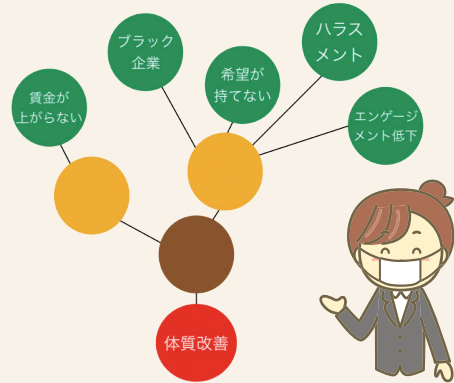 ブラック
企業
ハラス
メント
希望が
持てない
賃金が
上がらない
エンゲージ
メント低下
体質改善